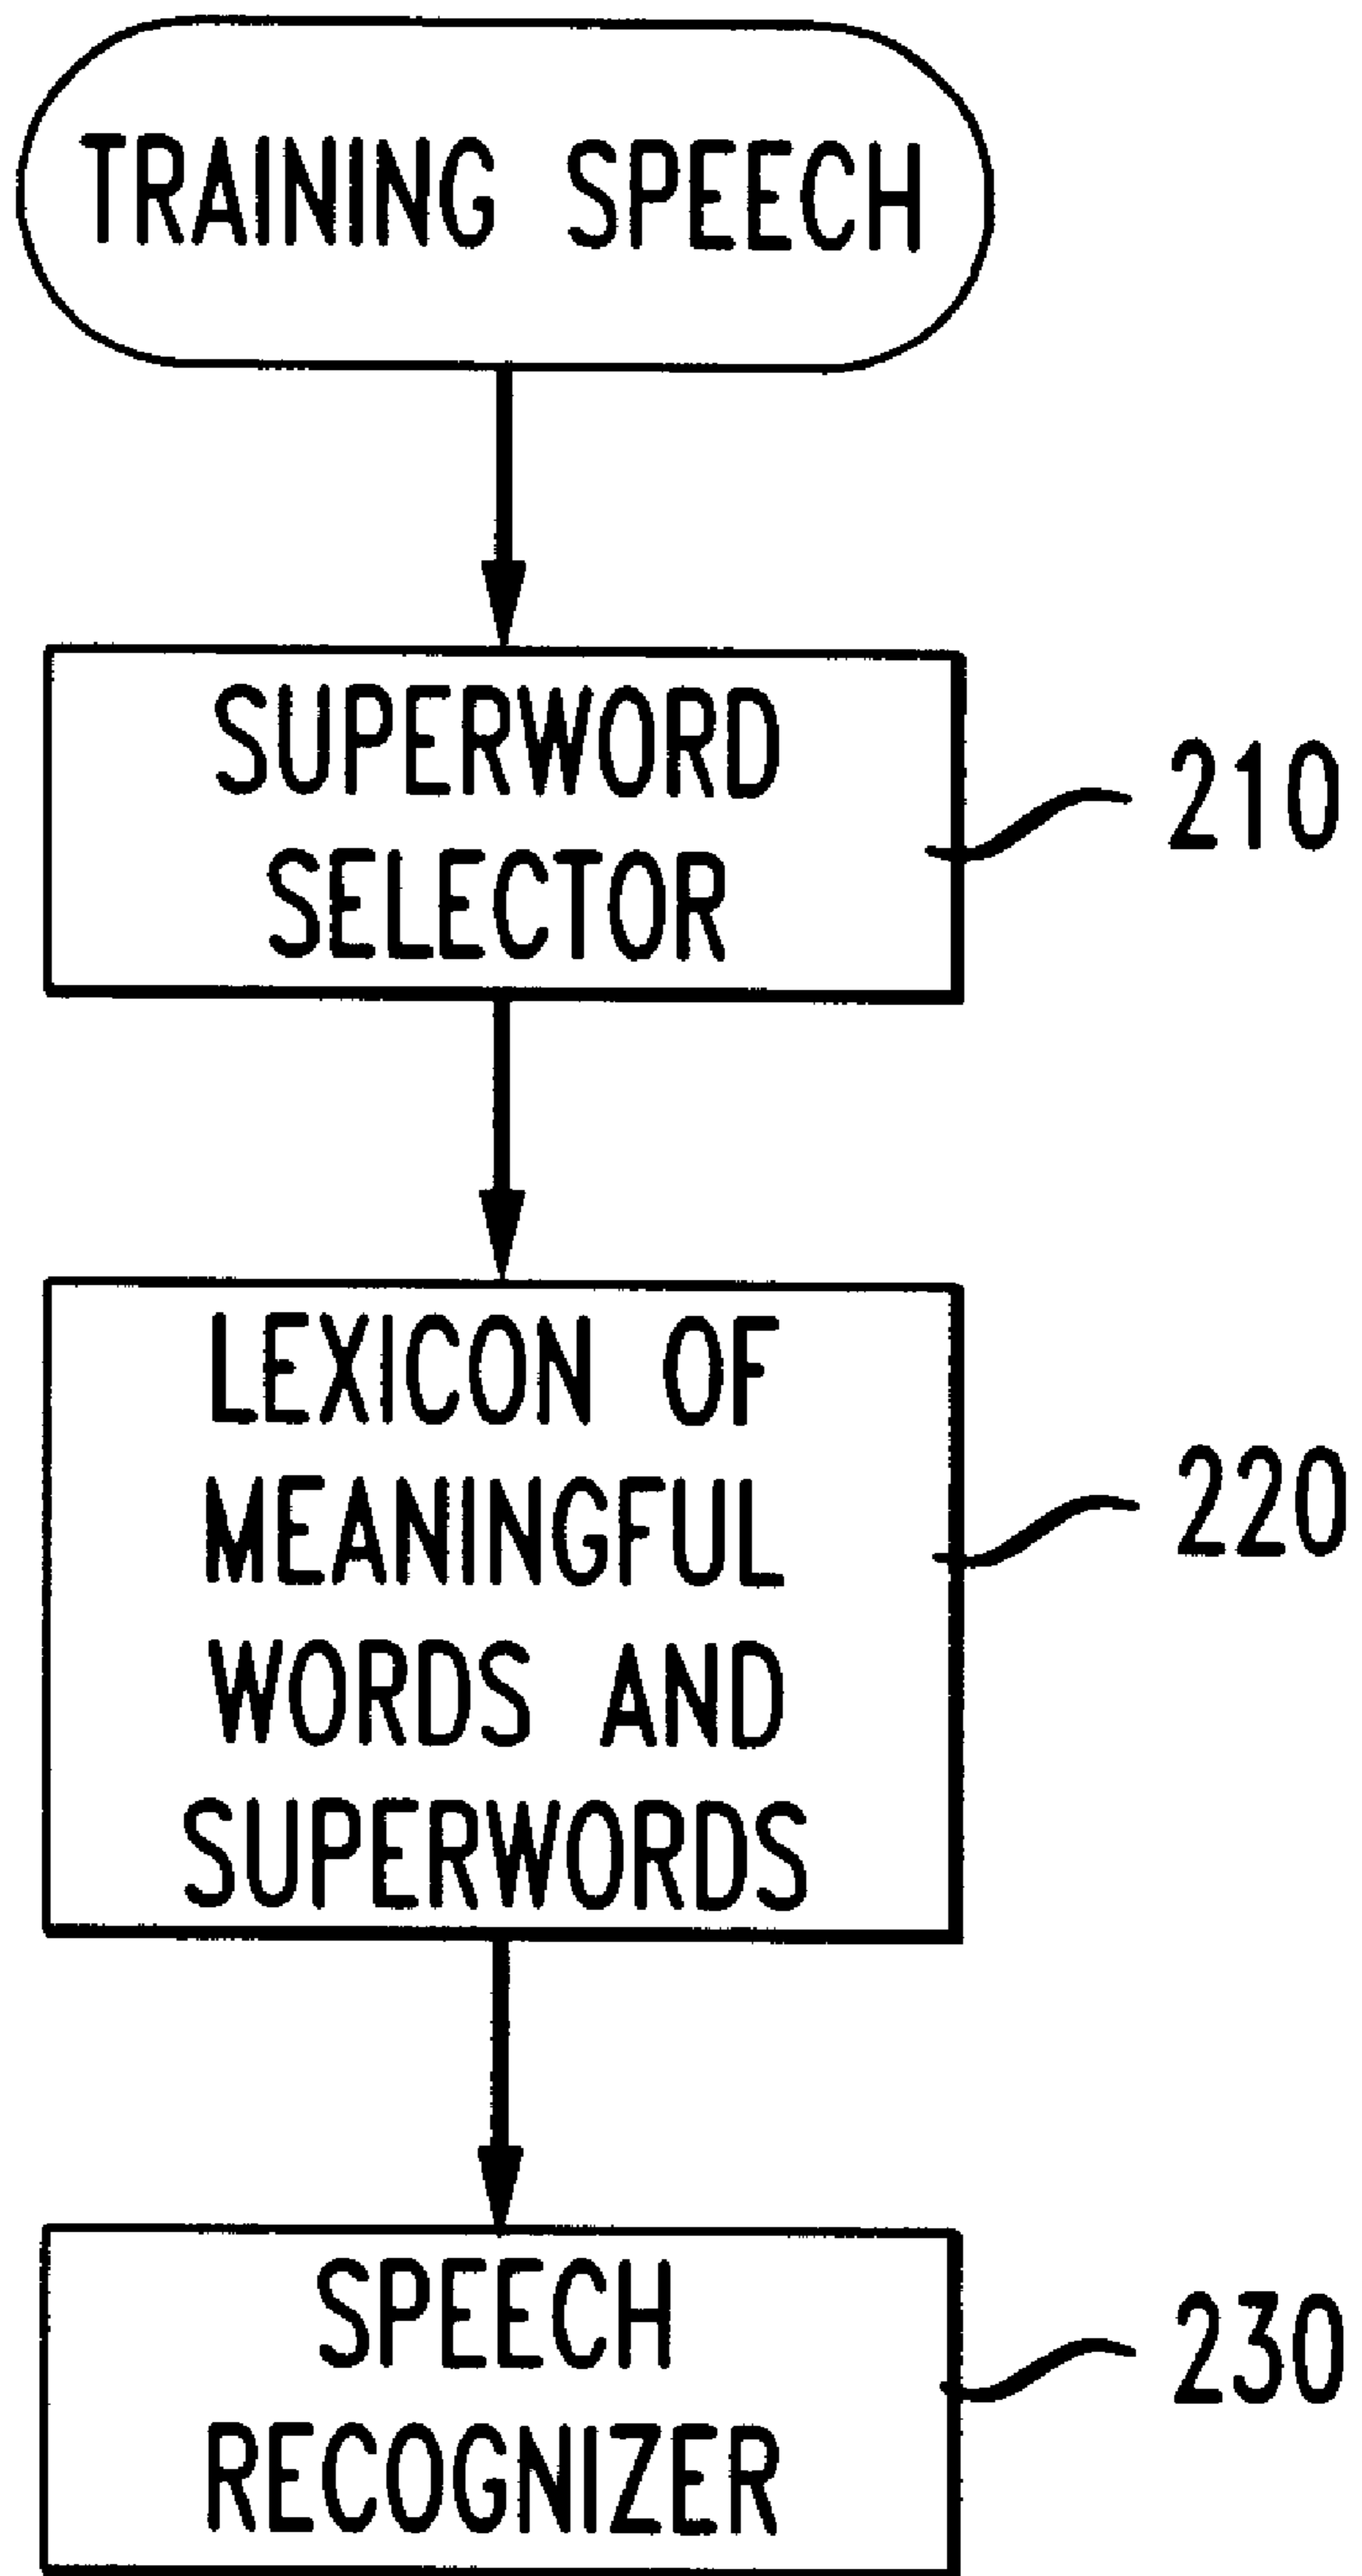 TRAINING SPEECH
SUPERWORD
SELECTOR
210
LEXICON OF
MEANINGFUL
WORDS AND
SUPERWORDS
220
SPEECH
RECOGNIZER
230